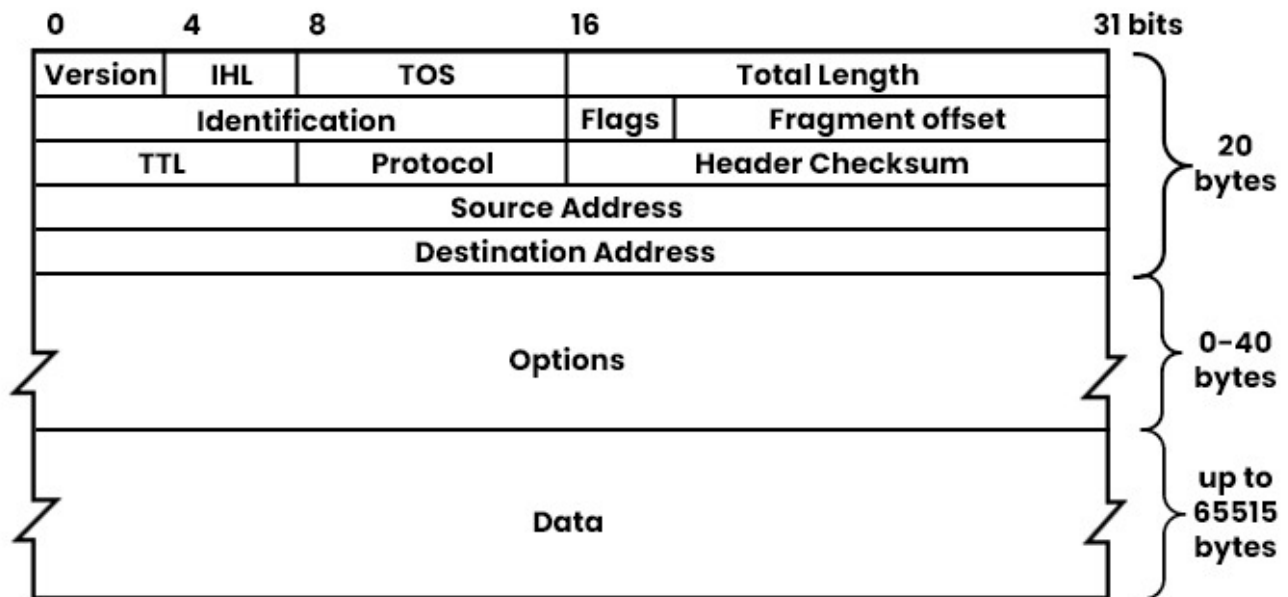 0 4 8 16 31 bits
Version IHL TOS Total Length
Identification Flags Fragment offset
TTL Protocol Header Checksum
Source Address
Destination Address
20
bytes
Options
0-40
bytes
Data
up to
65515
bytes